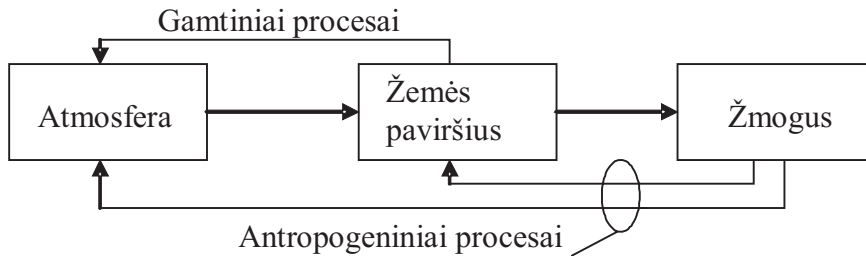 Gamtiniai procesai
Atmosfera
Žemės
paviršius
Žmogus
Antropogeniniai procesai